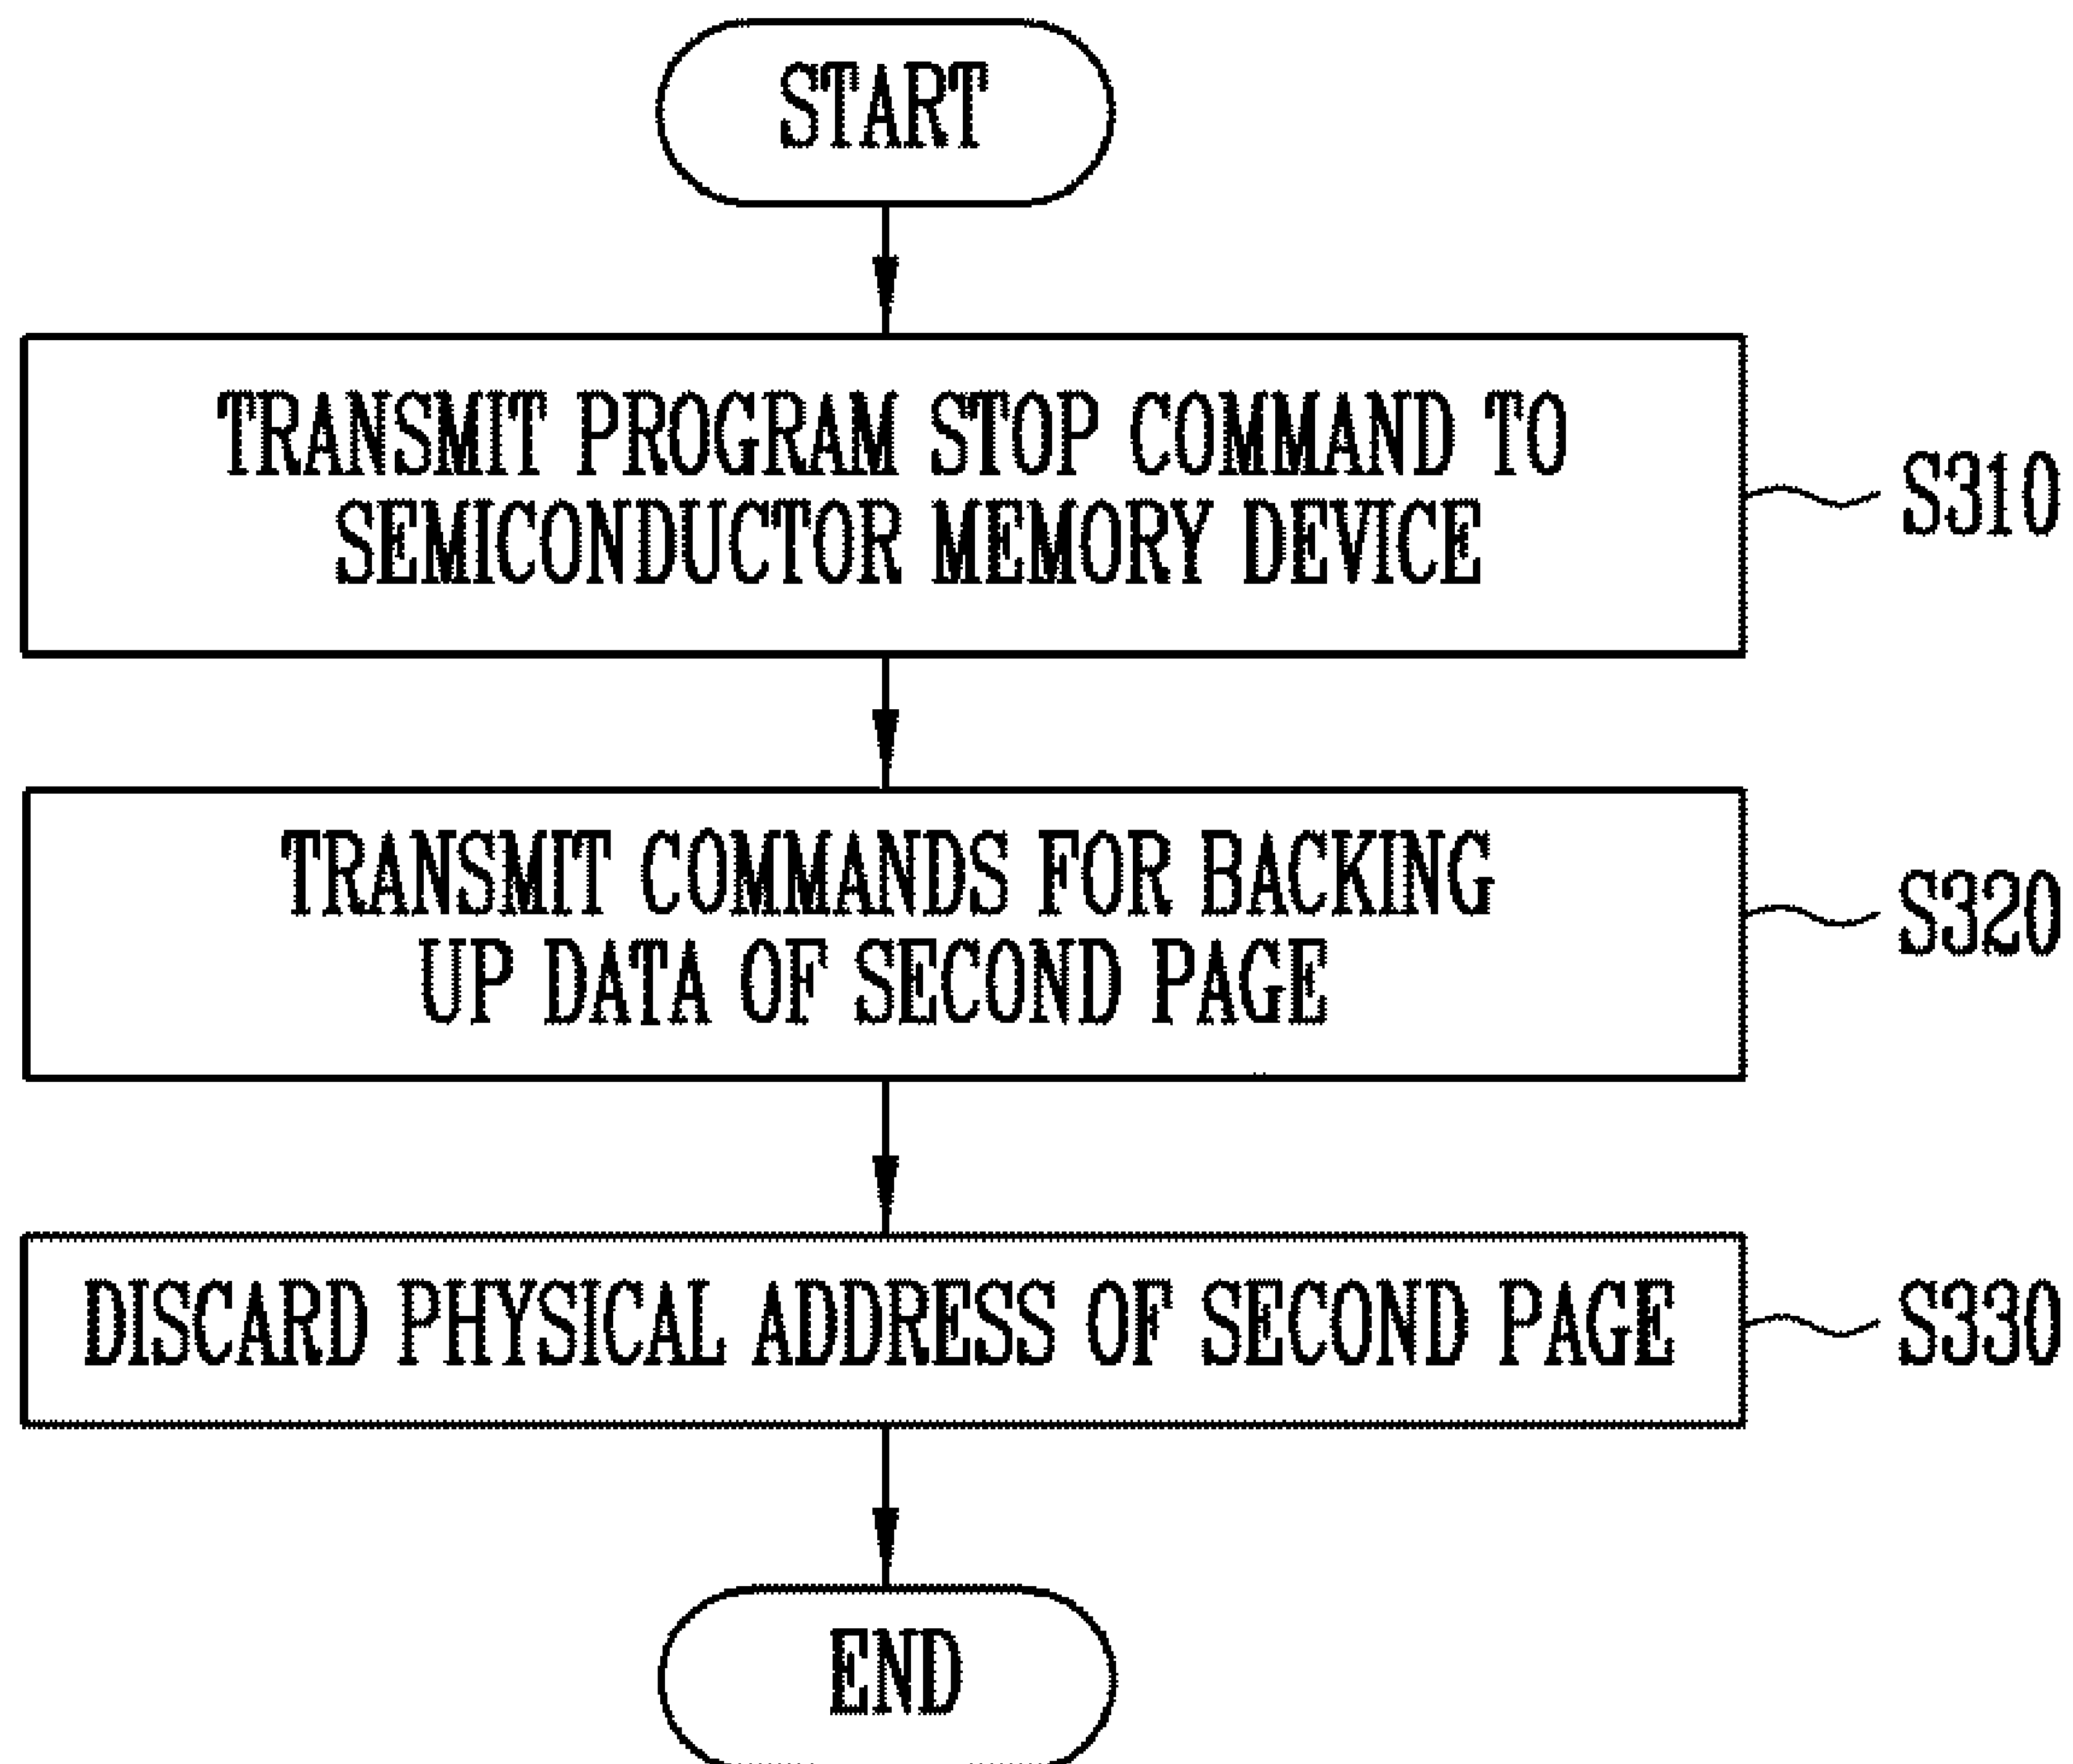 START
TRANSMIT PROGRAM STOP COMMAND TO
SEMICONDUCTOR MEMORY DEVICE
S310
TRANSMIT COMMANDS FOR BACKING
UP DATA OF SECOND PAGE
S320
DISCARD PHYSICAL ADDRESS OF SECOND PAGE
S330
END